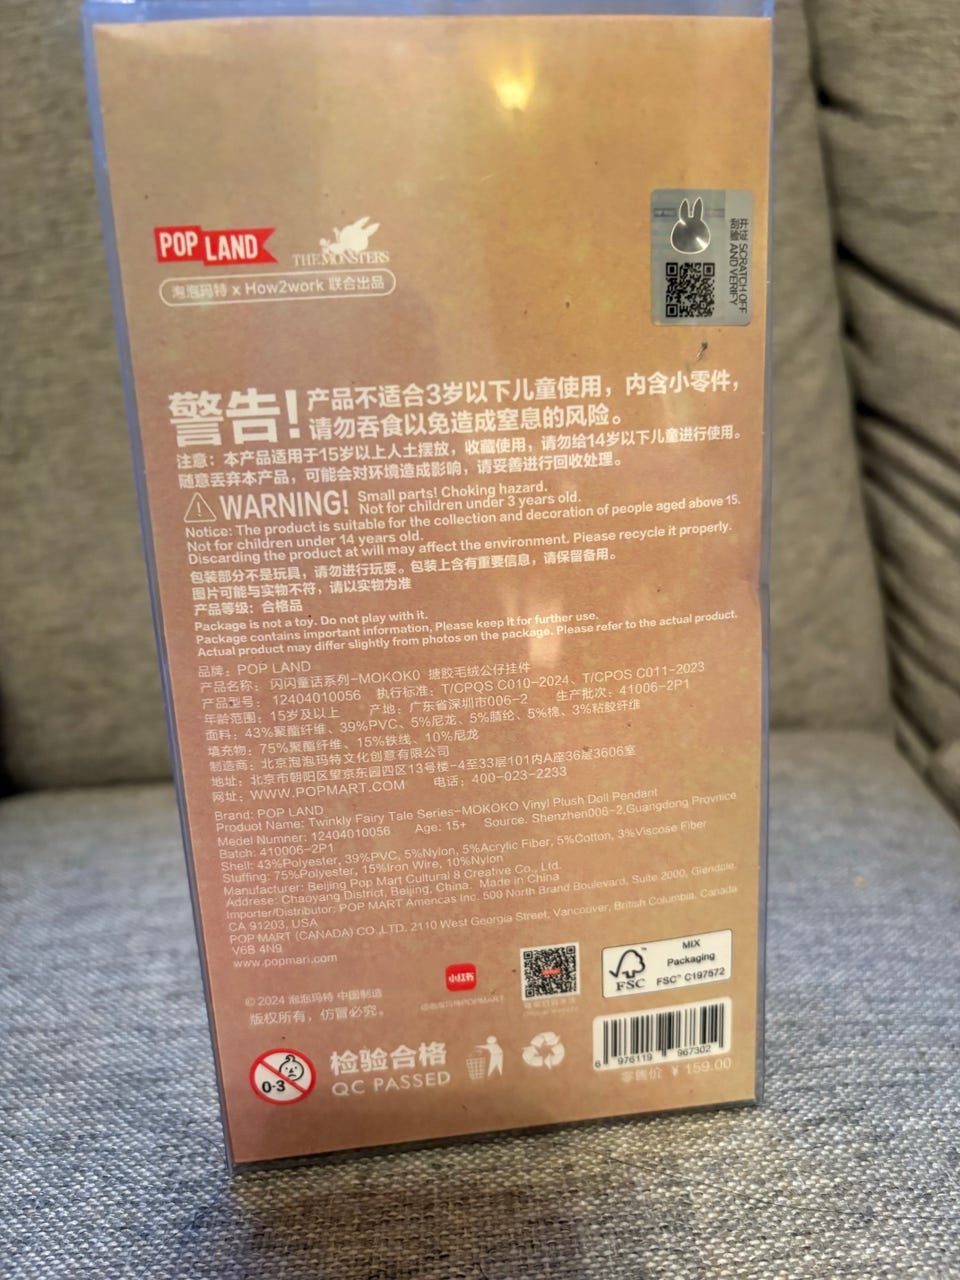 POP LAND
THE MONSTERS
泡泡玛特 x How2work 联合出品
开诳 SCRATCH OFF
刮验 AND VERIFY
警告!
产品不适合3岁以下儿童使用，内含小零件，
请勿吞食以免造成窒息的风险。
注意：本产品适用于15岁以上人土摆放，收藏使用，请勿给14岁以下儿童进行使用。
随意丢弃本产品，可能会对环境造成影响，请妥善进行回收处理。
WARNING!
Small parts! Choking hazard.
Not for children under 3 years old.
Notice: The product is suitable for the collection and decoration of people aged above 15.
Not for children under 14 years old.
Discarding the product at will may affect the environment. Please recycle it properly.
包装部分不是玩具，请勿进行玩耍。包装上含有重要信息，请保留备用。
图片可能与实物不符，请以实物为准
产品等级：合格品
Package is not a toy. Do not play with it.
Package contains important information, Please keep it for further use.
Actual product may differ slightly from photos on the package. Please refer to the actual product.
品牌：POP LAND
产品名称： 闪闪童话系列-MOKOKO 搪胶毛绒公仔挂件
产品型号： 12404010056 执行标准：T/CPQS C010-2024、T/CPOS C011-2023
年龄范围：15岁及以上 产地：广东省深圳市006-2 生产批次：41006-2P1
面料：43%聚酯纤维、39%PVC、5%尼龙、5%腈纶、5%棉、3%粘胶纤维
填充物：75%聚酯纤维、15%铁线、10%尼龙
制造商：北京泡泡玛特文化创意有限公司
地址：北京市朝阳区望京东园四区13号楼-4至33层101内A座36层3606室
网址：WWW.POPMART.COM 电话：400-023-2233
Brand: POP LAND
Produot Name: Twinkly Fairy Tale Series-MOKOKO Vinyl Plush Doll Pendant
Model Numner: 12404010056 Age: 15+ Source. Shenzhen006-2,Guangdong Provnice
Batch: 410006-2P1
Shell: 43%Polyester, 39%PVC, 5%Nylon, 5%Acrylic Fiber, 5%Cotton, 3%Viscose Fiber
Stuffing: 75%Polyester, 15%Iron Wire, 10%Nylon
Manufacturer: Beijing Pop Mart Cultural 8 Creative Co., Ltd.
Addrese: Chaoyang District, Beijing, China. Made in China
Importer/Distributor: POP MART Amencas Inc. 500 North Brand Boulevard, Suite 2000, Glendale.
CA 91203, USA
POP MART (CANADA) CO.,LTD. 2110 West Georgia Street, Vancouver, British Columbia. Canada
V6B 4N9
www.popmari.com
小红书
@泡泡玛特POPMART
MIX
Packaging
FSC™ C197572
FSC
© 2024 泡泡玛特 中国制造
版权所有，仿冒必究。
0-3
检验合格
QC PASSED
6 976119 967302
零售价 ￥159.00